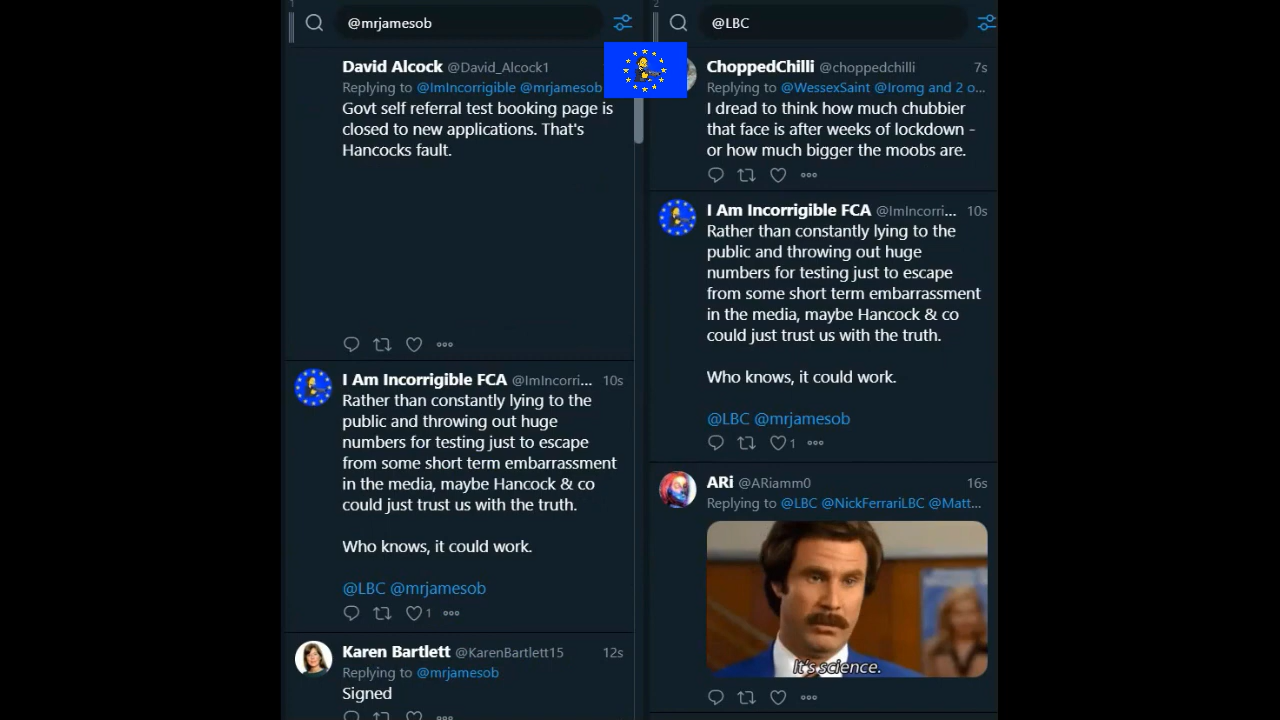 1
@mrjamesob
David Alcock @David_Alcock1
Replying to @ImIncorrigible @mrjamesob
Govt self referral test booking page is
closed to new applications. That's
Hancocks fault.
I Am Incorrigible FCA @ImIncorri... 10s
Rather than constantly lying to the
public and throwing out huge
numbers for testing just to escape
from some short term embarrassment
in the media, maybe Hancock & co
could just trust us with the truth.
Who knows, it could work.
@LBC @mrjamesob
1
Karen Bartlett @KarenBartlett15 12s
Replying to @mrjamesob
Signed
2
@LBC
ChoppedChilli @choppedchilli 7s
Replying to @WessexSaint @Iromg and 2 o...
I dread to think how much chubbier
that face is after weeks of lockdown -
or how much bigger the moobs are.
I Am Incorrigible FCA @ImIncorri... 10s
Rather than constantly lying to the
public and throwing out huge
numbers for testing just to escape
from some short term embarrassment
in the media, maybe Hancock & co
could just trust us with the truth.
Who knows, it could work.
@LBC @mrjamesob
1
ARi @ARiamm0 16s
Replying to @LBC @NickFerrariLBC @Matt...
It's science.